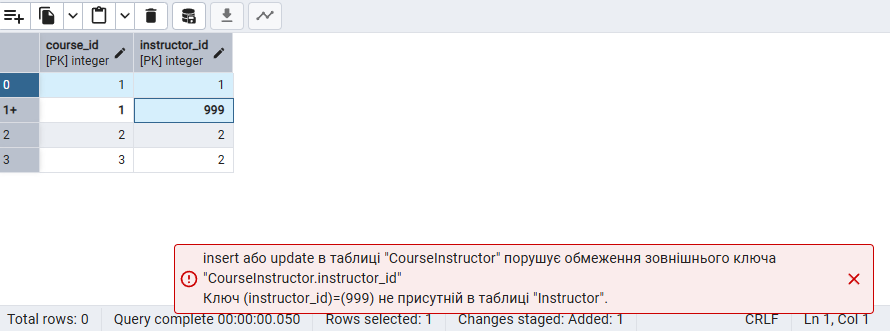 course_id instructor_id
[PK] integer [PK] integer
0 1 1
1+ 1 999
2 2 2
3 3 2
insert або update в таблиці "CourseInstructor" порушує обмеження зовнішнього ключа
"CourseInstructor.instructor_id"
Ключ (instructor_id)=(999) не присутній в таблиці "Instructor".
Total rows: 0 Query complete 00:00:00.050 Rows selected: 1 Changes staged: Added: 1 CRLF Ln 1, Col 1